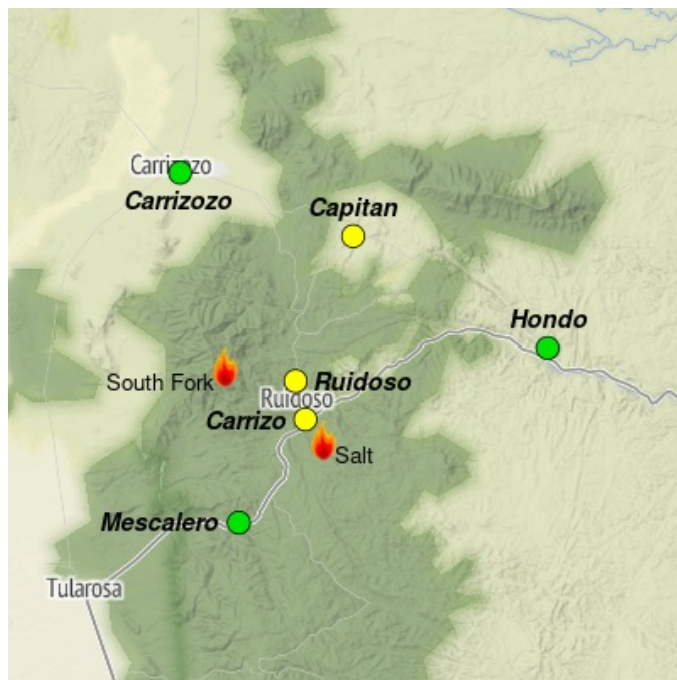 Carrizozo
Carrizozo
Capitan
Hondo
South Fork
Ruidoso
Ruidoso
Carrizo
Salt
Mescalero
Tularosa